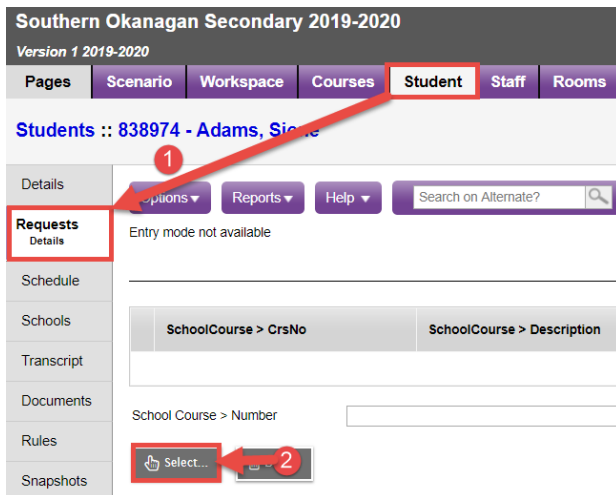 Southern Okanagan Secondary 2019-2020
Version 1 2019-2020
Pages Scenario Workspace Courses Student Staff Rooms
Students :: 838974 - Adams,
1
Details
Options Reports Help Search on Alternate?
Requests
Details
Entry mode not available
Schedule
Schools
SchoolCourse > CrsNo SchoolCourse > Description
Transcript
Documents
School Course > Number
Rules
Select... 2
Snapshots